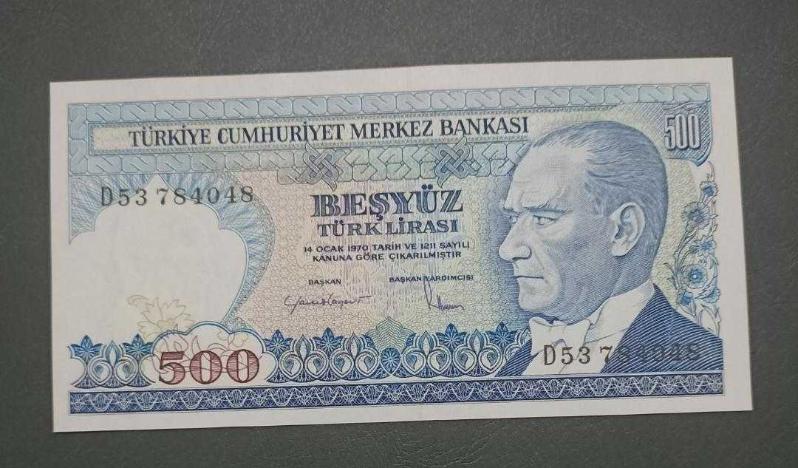 TÜRKİYE CUMHURİYET MERKEZ BANKASI
500
D53 784048
BEŞYÜZ
TÜRK LİRASI
14 OCAK 1970 TARİH VE 1211 SAYILI
KANUNA GÖRE ÇIKARILMIŞTIR
BAŞKAN BAŞKAN YARDIMCISI
500
D53 784048